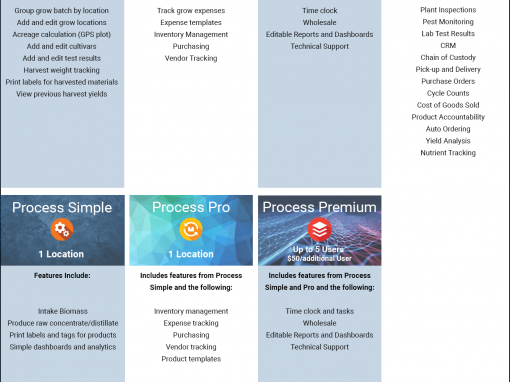 Group grow batch by location
Add and edit grow locations
Acreage calculation (GPS plot)
Add and edit cultivars
Add and edit test results
Harvest weight tracking
Print labels for harvested materials
View previous harvest yields
Track grow expenses
Expense templates
Inventory Management
Purchasing
Vendor Tracking
Time clock
Wholesale
Editable Reports and Dashboards
Technical Support
Plant Inspections
Pest Monitoring
Lab Test Results
CRM
Chain of Custody
Pick-up and Delivery
Purchase Orders
Cycle Counts
Cost of Goods Sold
Product Accountability
Auto Ordering
Yield Analysis
Nutrient Tracking
Process Simple
1 Location
Features Include:
Intake Biomass
Produce raw concentrate/distillate
Print labels and tags for products
Simple dashboards and analytics
Process Pro
1 Location
Includes features from Process
Simple and the following:
Inventory management
Expense tracking
Purchasing
Vendor tracking
Product templates
Process Premium
Up to 5 Users
$50/additional User
Includes features from Process
Simple and Pro and the following:
Time clock and tasks
Wholesale
Editable Reports and Dashboards
Technical Support